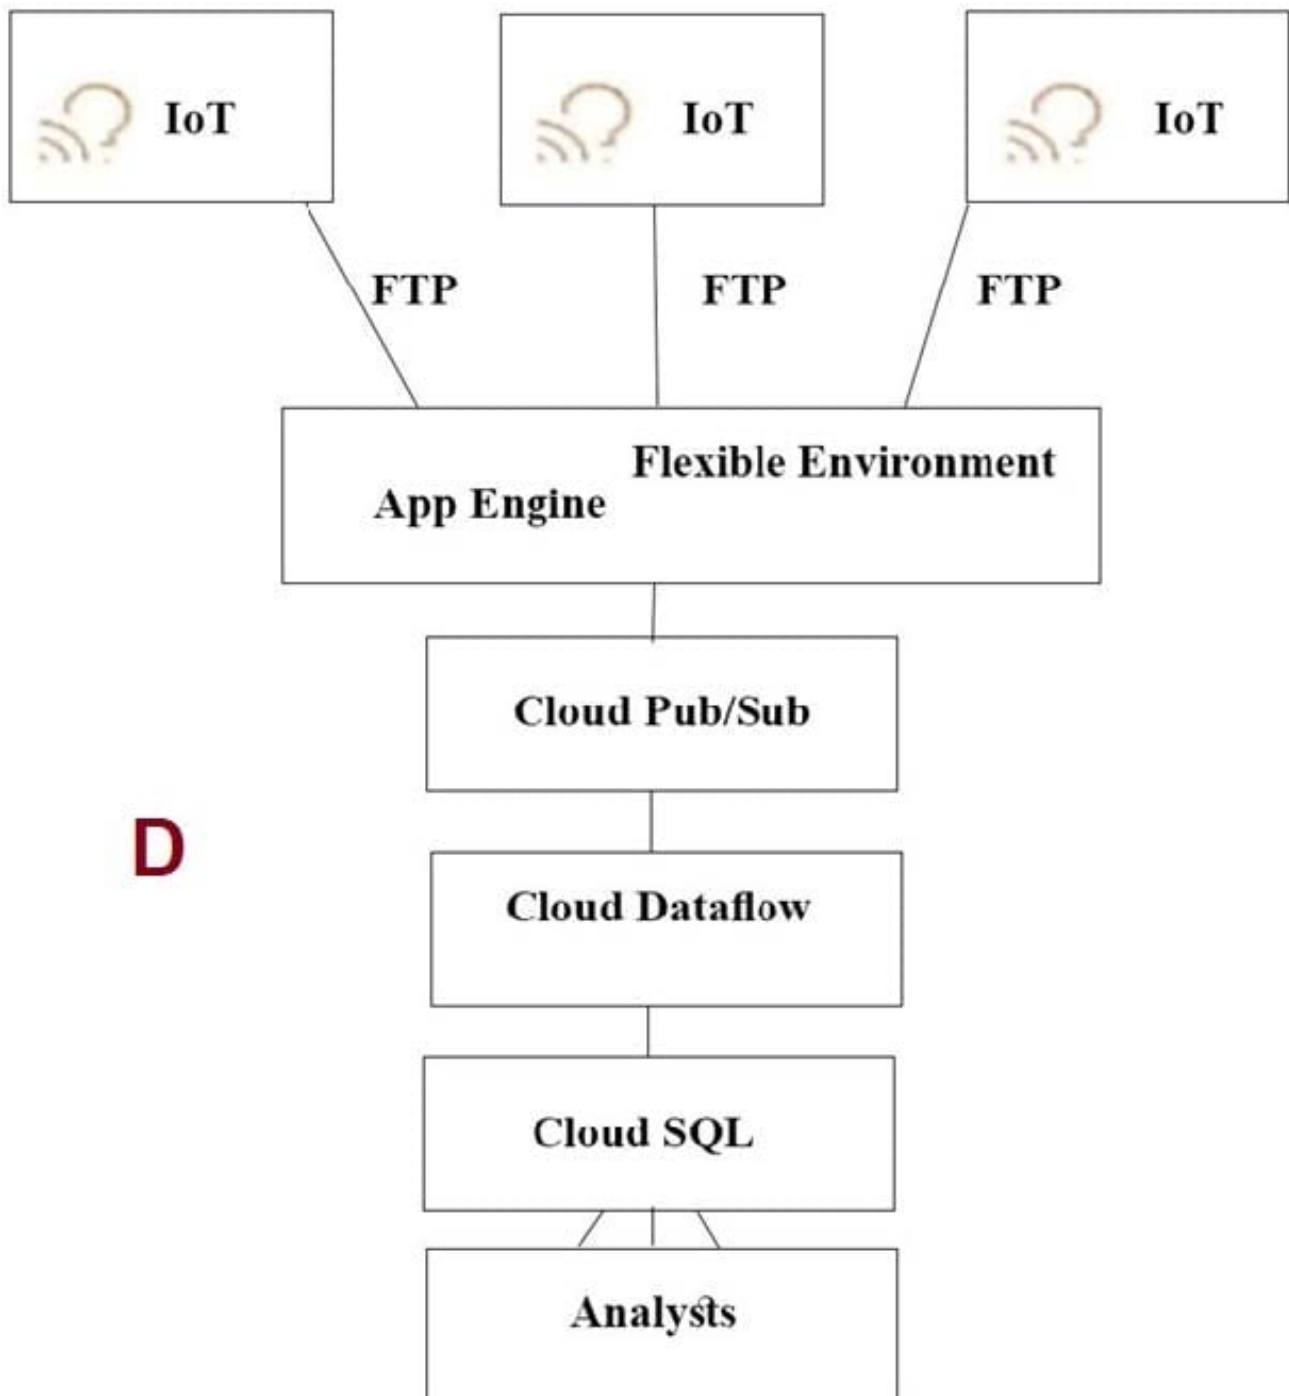 IoT
IoT
IoT
FTP
FTP
FTP
Flexible Environment
App Engine
Cloud Pub/Sub
D
Cloud Dataflow
Cloud SQL
Analysts